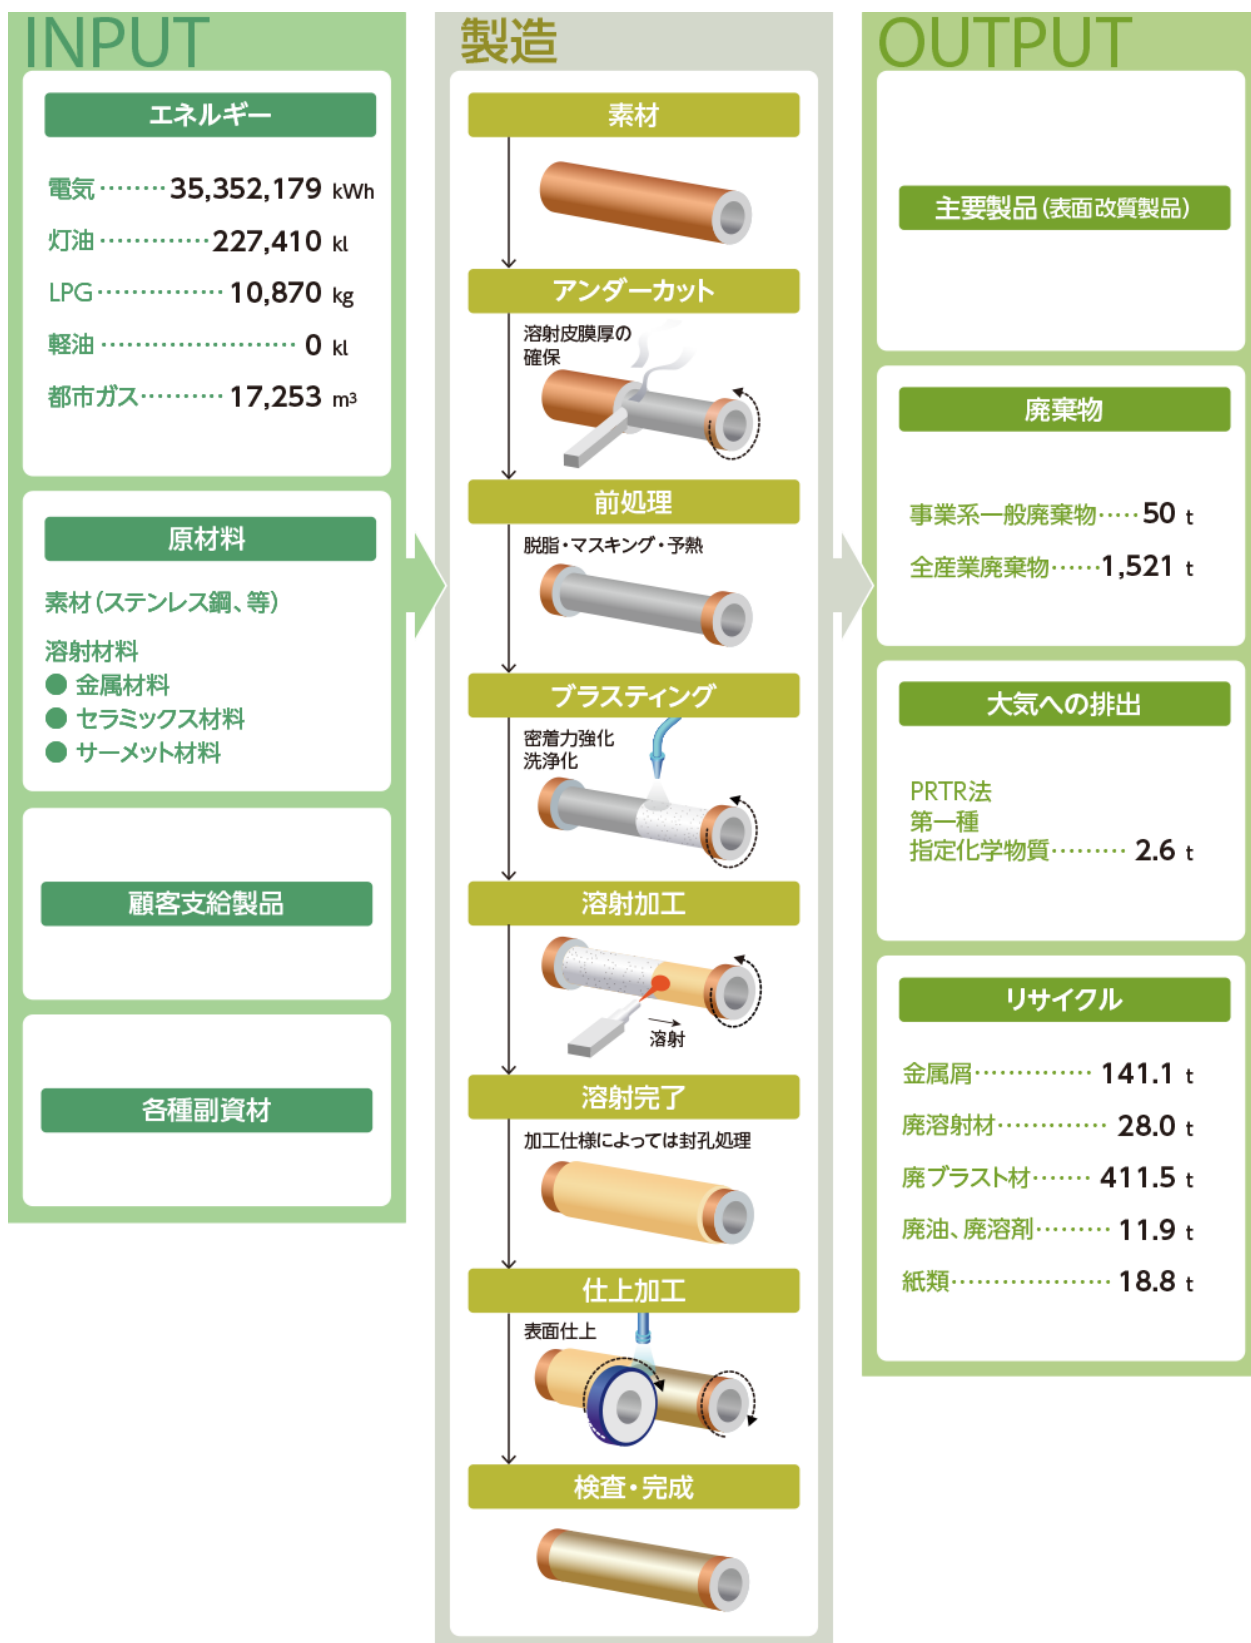 INPUT
エネルギー
電気········35,352,179 kWh
灯油·············227,410 kl
LPG···············10,870 kg
軽油·······················0 kl
都市ガス··········17,253 m³
原材料
素材(ステンレス鋼、等)
溶射材料
● 金属材料
● セラミックス材料
● サーメット材料
顧客支給製品
各種副資材
製造
素材
アンダーカット
溶射皮膜厚の
確保
前処理
脱脂・マスキング・予熱
ブラスティング
密着力強化
洗浄化
溶射加工
溶射
溶射完了
加工仕様によっては封孔処理
仕上加工
表面仕上
検査・完成
OUTPUT
主要製品(表面改質製品)
廃棄物
事業系一般廃棄物·····50 t
全産業廃棄物······1,521 t
大気への排出
PRTR法
第一種
指定化学物質·········2.6 t
リサイクル
金属屑··············141.1 t
廃溶射材·············28.0 t
廃ブラスト材·······411.5 t
廃油、廃溶剤·········11.9 t
紙類···················18.8 t